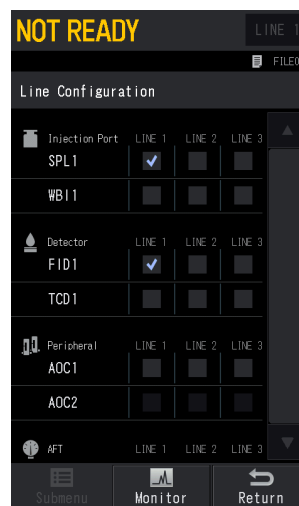 NOT READY LINE 1
FILE0
Line Configuration
Injection Port LINE 1 LINE 2 LINE 3
SPL1
WBI1
Detector LINE 1 LINE 2 LINE 3
FID1
TCD1
Peripheral LINE 1 LINE 2 LINE 3
AOC1
AOC2
AFT LINE 1 LINE 2 LINE 3
Submenu Monitor Return